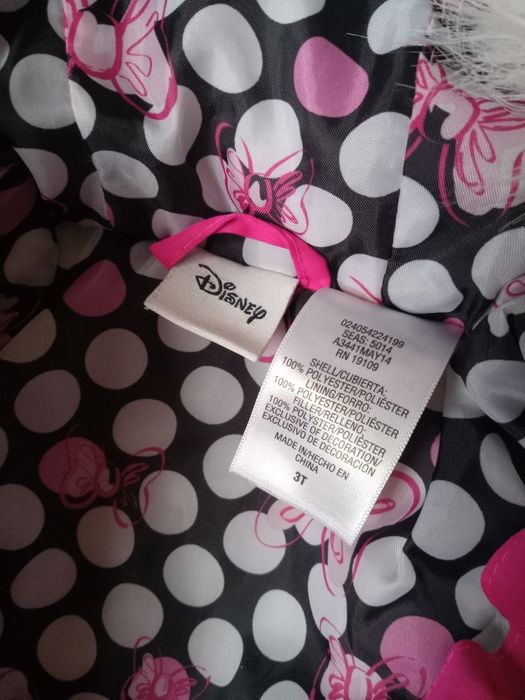 Disney
024054224199
SEAS: 5014
A3441MAY14
RN 19109
SHELL/CUBIERTA:
100% POLYESTER/POLIÉSTER
LINING/FORRO:
100% POLYESTER/POLIÉSTER
FILLER/RELLENO:
100% POLYESTER/POLIÉSTER
EXCLUSIVE OF DECORATION/
EXCLUSIVO DE DECORACIÓN
MADE IN/HECHO EN
CHINA
3T